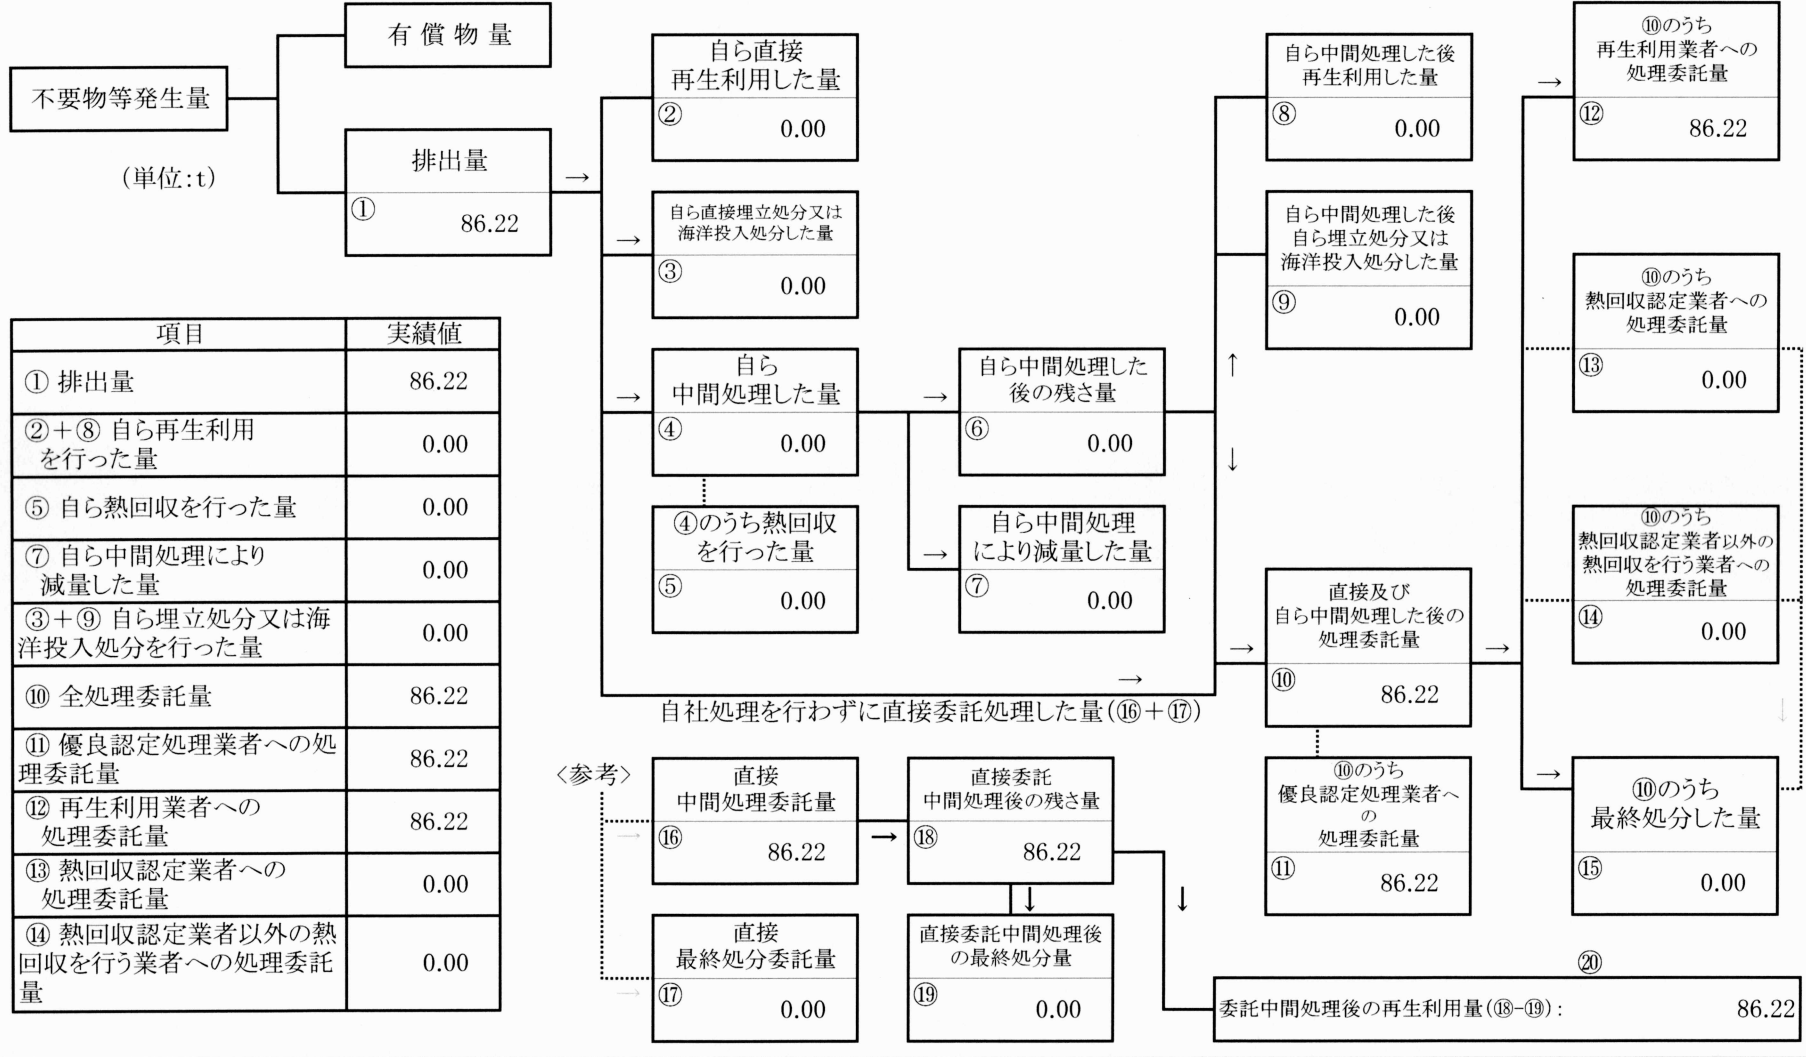 不要物等発生量
(単位:t)
有償物量
排出量
①
86.22
→
自ら直接
再生利用した量
②
0.00
→
自ら直接埋立処分又は
海洋投入処分した量
③
0.00
→
自ら
中間処理した量
④
0.00
④のうち熱回収
を行った量
⑤
0.00
→
自ら中間処理した
後の残さ量
⑥
0.00
→
自ら中間処理
により減量した量
⑦
0.00
→
自社処理を行わずに直接委託処理した量(⑯+⑰)
↑
↓
自ら中間処理した後
再生利用した量
⑧
0.00
自ら中間処理した後
自ら埋立処分又は
海洋投入処分した量
⑨
0.00
→
直接及び
自ら中間処理した後の
処理委託量
⑩
86.22
⑩のうち
優良認定処理業者へ
の
処理委託量
⑪
86.22
→
→
⑩のうち
再生利用業者への
処理委託量
⑫
86.22
⑩のうち
熱回収認定業者への
処理委託量
⑬
0.00
⑩のうち
熱回収認定業者以外の
熱回収を行う業者への
処理委託量
⑭
0.00
↓
→
⑩のうち
最終処分した量
⑮
0.00
項目 実績値
① 排出量 86.22
②+⑧ 自ら再生利用
を行った量
0.00
⑤ 自ら熱回収を行った量 0.00
⑦ 自ら中間処理により
減量した量
0.00
③+⑨ 自ら埋立処分又は海
洋投入処分を行った量
0.00
⑩ 全処理委託量 86.22
⑪ 優良認定処理業者への処
理委託量
86.22
⑫ 再生利用業者への
処理委託量
86.22
⑬ 熱回収認定業者への
処理委託量
0.00
⑭ 熱回収認定業者以外の熱
回収を行う業者への処理委託
量
0.00
<参考>
→
直接
中間処理委託量
⑯
86.22
→
直接委託
中間処理後の残さ量
⑱
86.22
→
直接
最終処分委託量
⑰
0.00
↓
直接委託中間処理後
の最終処分量
⑲
0.00
↓
⑳
委託中間処理後の再生利用量(⑱-⑲): 86.22